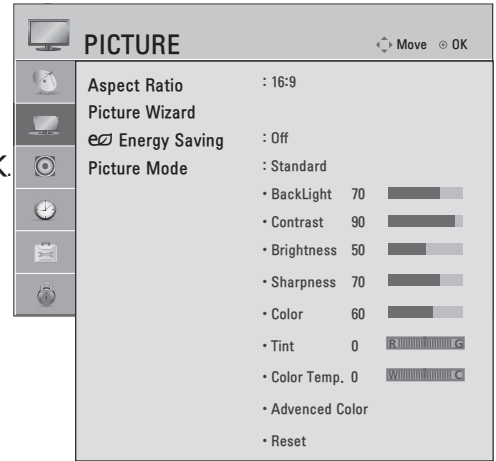 PICTURE
Move ⊙ OK
Aspect Ratio : 16:9
Picture Wizard
Energy Saving : Off
Picture Mode : Standard
• BackLight 70
• Contrast 90
• Brightness 50
K. • Sharpness 70
• Color 60
• Tint 0 R G
• Color Temp. 0 W C
• Advanced Color
• Reset